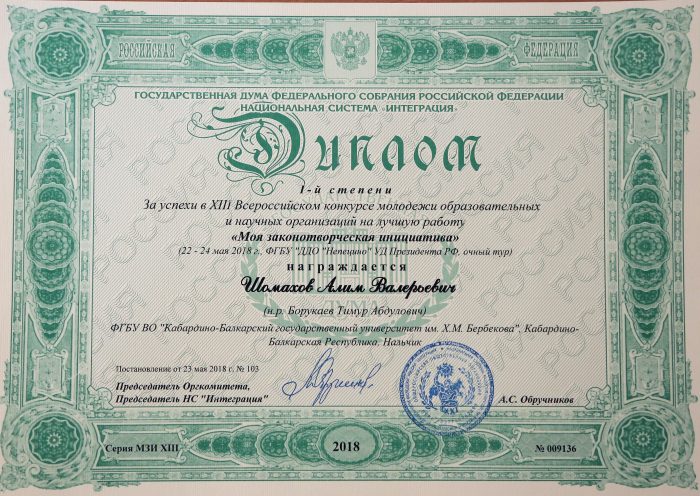 РОССИЙСКАЯ ФЕДЕРАЦИЯ
ГОСУДАРСТВЕННАЯ ДУМА ФЕДЕРАЛЬНОГО СОБРАНИЯ РОССИЙСКОЙ ФЕДЕРАЦИИ
НАЦИОНАЛЬНАЯ СИСТЕМА «ИНТЕГРАЦИЯ»
Диплом
I-й степени
За успехи в XIII Всероссийском конкурсе молодежи образовательных
и научных организаций на лучшую работу
«Моя законотворческая инициатива»
(22 - 24 мая 2018 г., ФГБУ "ДДО "Непецино" УД Президента РФ, очный тур)
награждается
Шомахов Алим Валерьевич
(н.р. Борукаев Тимур Абдулович)
ФГБУ ВО "Кабардино-Балкарский государственный университет им. Х.М. Бербекова", Кабардино-
Балкарская Республика, Нальчик
Постановление от 23 мая 2018 г. № 103
Председатель Оргкомитета,
Председатель НС "Интеграция"
А.С. Обручников
Серия МЗИ XIII
2018
№ 009136